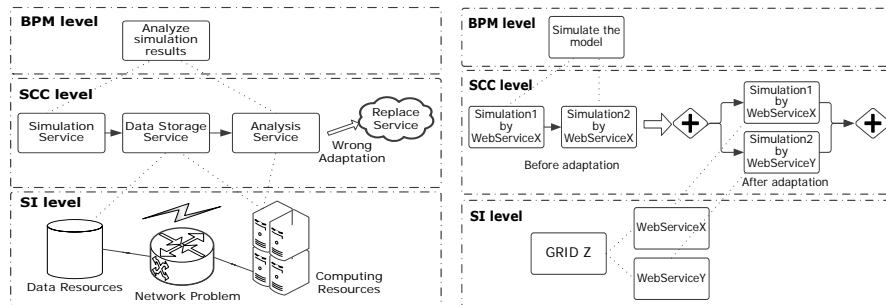 BPM level
Analyze
simulation
results
SCC level
Simulation
Service
Data Storage
Service
Analysis
Service
Replace
Service
Wrong
Adaptation
SI level
Data Resources
Network Problem
Computing
Resources
BPM level
Simulate the
model
SCC level
Simulation1
by
WebServiceX
Simulation2
by
WebServiceX
Before adaptation
Simulation1
by
WebServiceX
Simulation2
by
WebServiceY
After adaptation
SI level
GRID Z
WebServiceX
WebServiceY